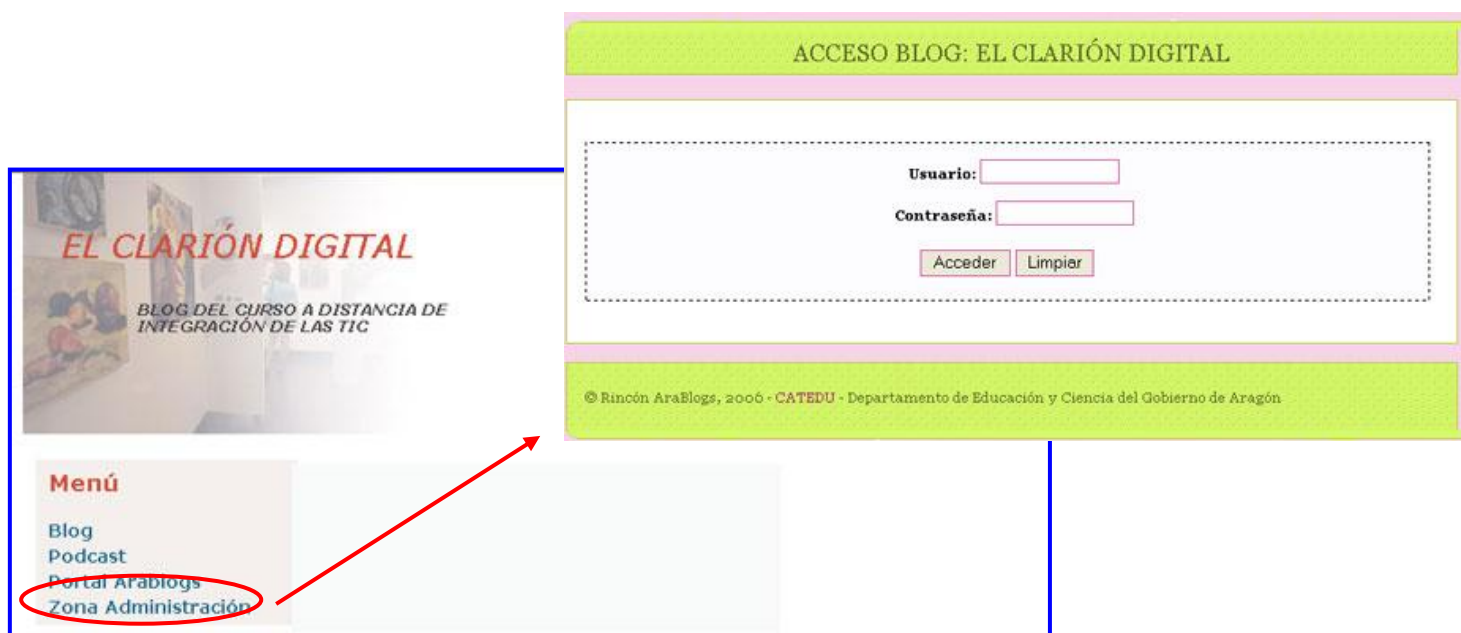 ACCESO BLOG: EL CLARIÓN DIGITAL
Usuario:
Contraseña:
Acceder Limpiar
© Rincón AraBlogs, 2006 - CATEDU - Departamento de Educación y Ciencia del Gobierno de Aragón
EL CLARIÓN DIGITAL
BLOG DEL CURSO A DISTANCIA DE
INTEGRACIÓN DE LAS TIC
Menú
Blog
Podcast
Portal Arablogs
Zona Administración